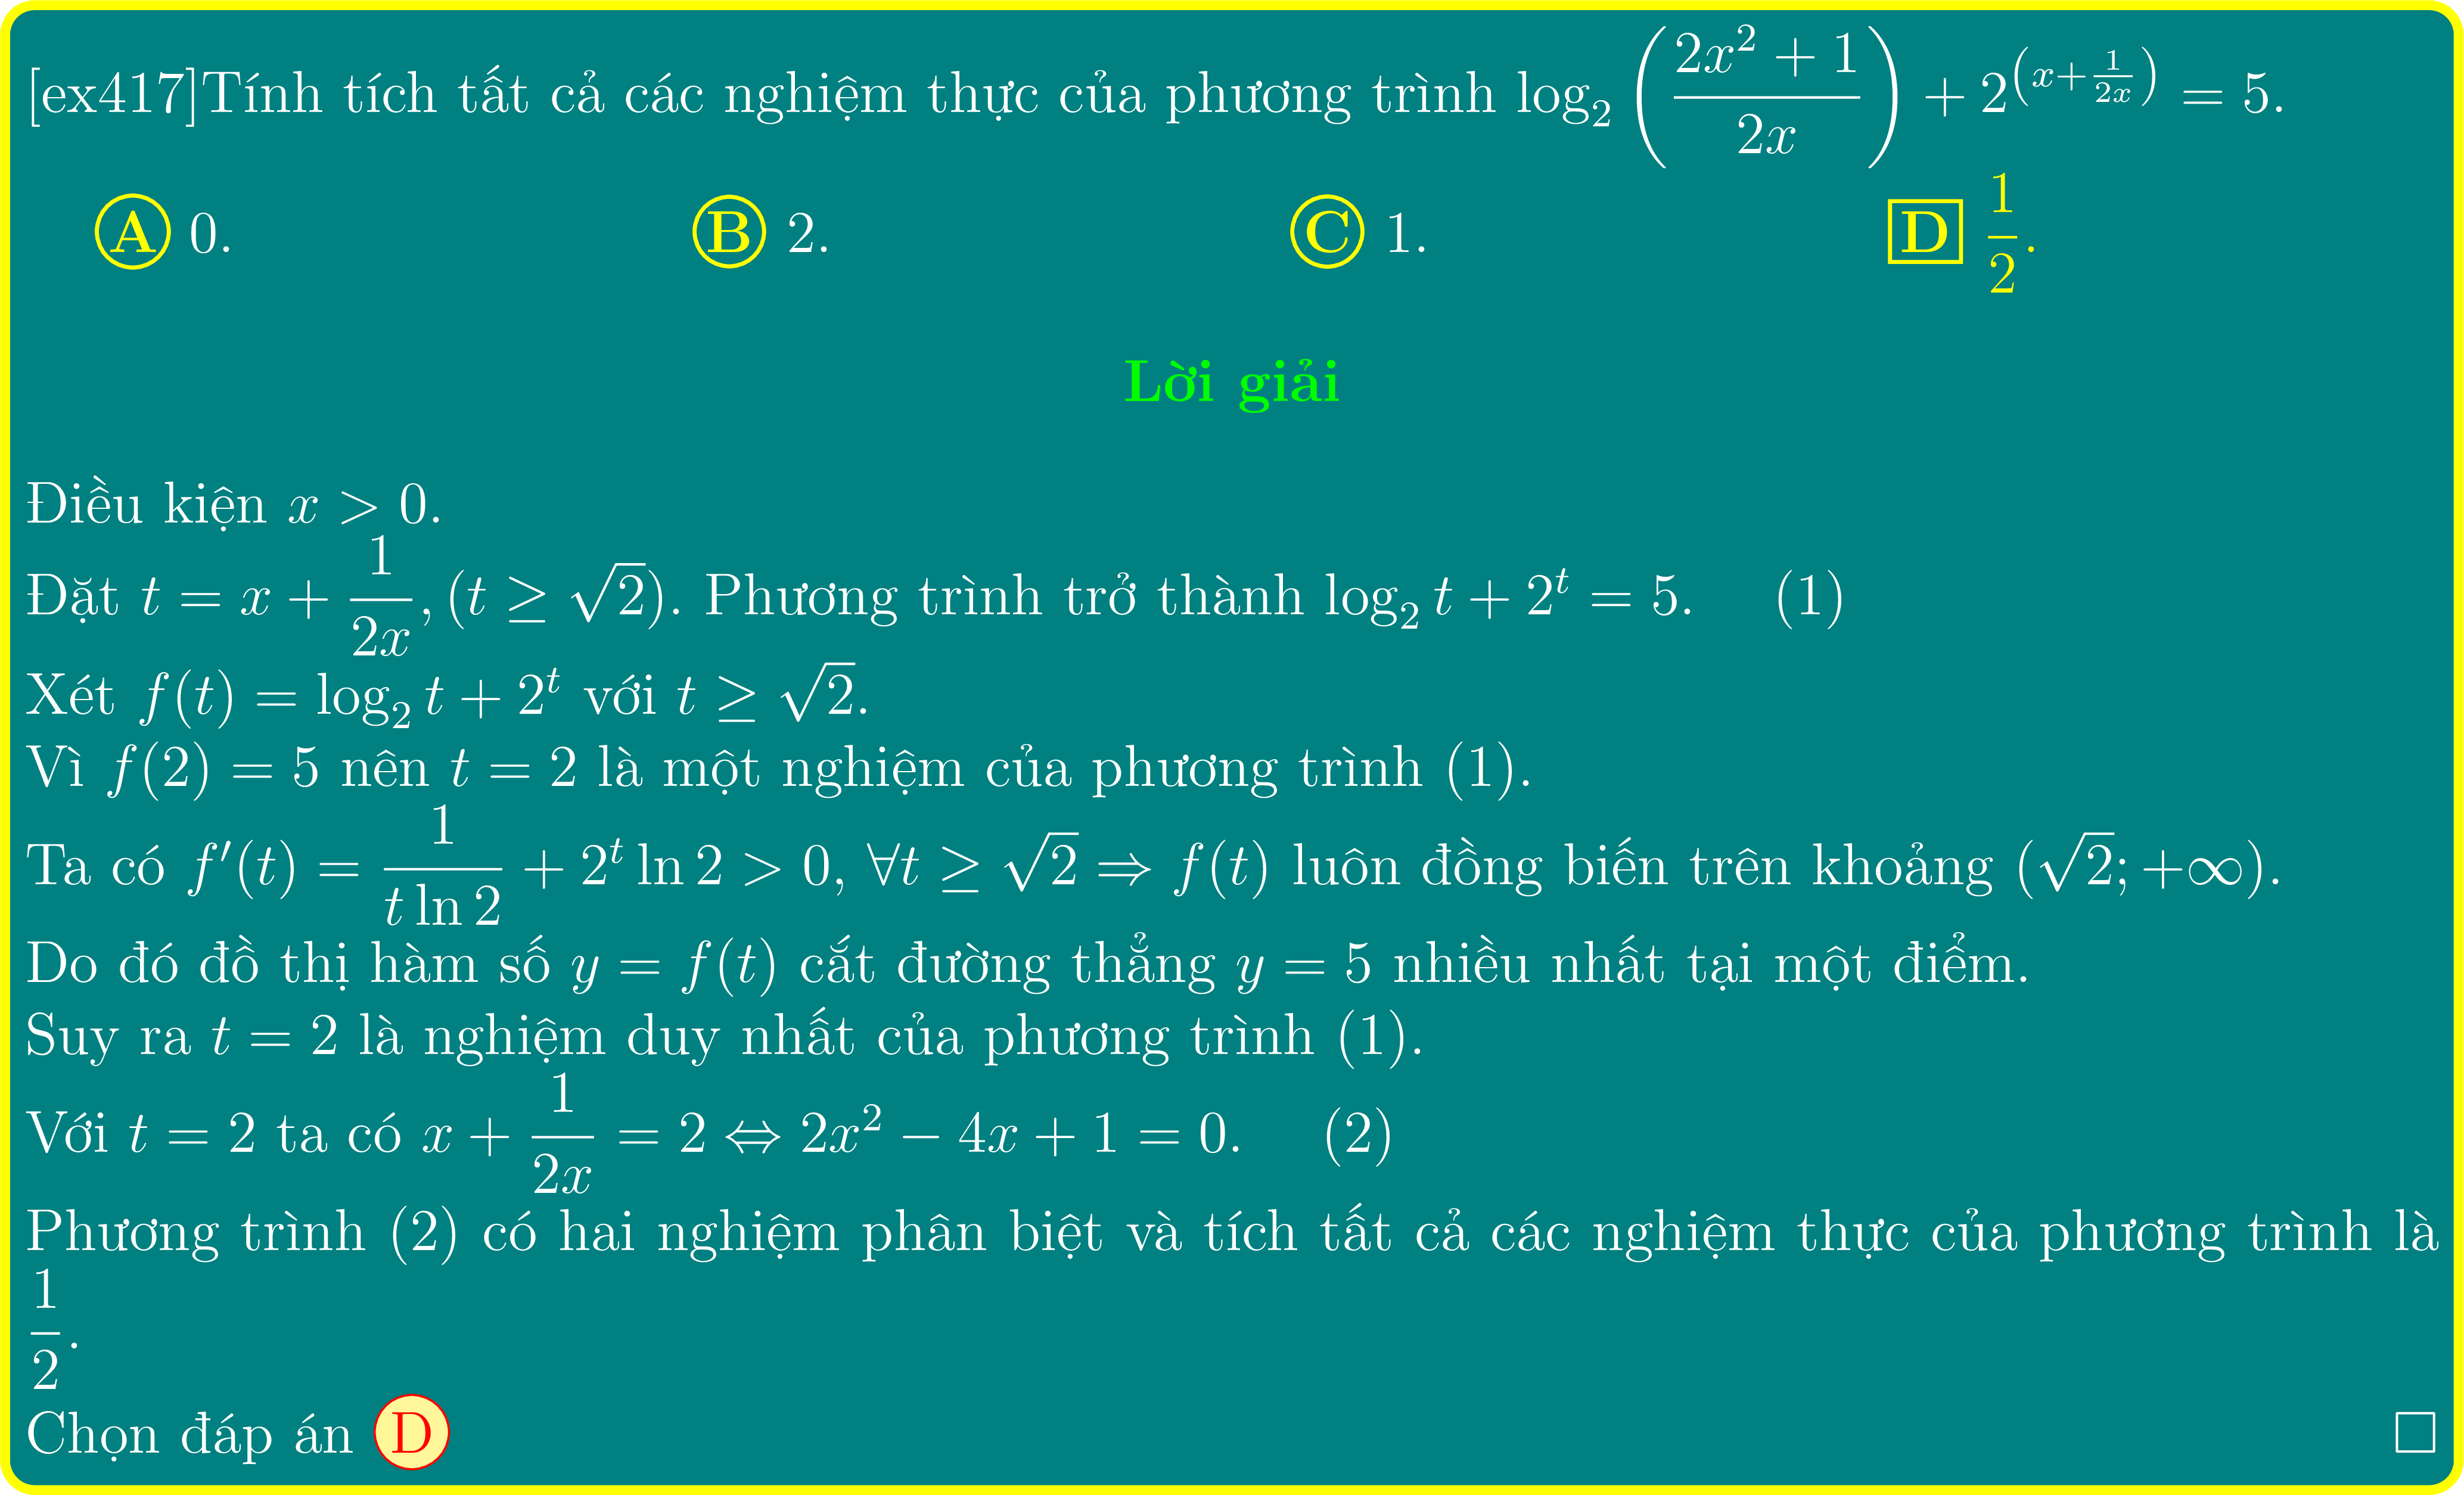 [ex417]Tính tích tất cả các nghiệm thực của phương trình $\log_2\left(\dfrac{2x^2+1}{2x}\right)+2^{\left(x+\frac{1}{2x}\right)}=5.$
A 0. B 2. C 1. D $\dfrac{1}{2}$.
Lời giải
Điều kiện $x>0$.
Đặt $t=x+\dfrac{1}{2x},(t\geq\sqrt{2})$. Phương trình trở thành $\log_2 t+2^t=5.$ (1)
Xét $f(t)=\log_2 t+2^t$ với $t\geq\sqrt{2}$.
Vì $f(2)=5$ nên $t=2$ là một nghiệm của phương trình (1).
Ta có $f'(t)=\dfrac{1}{t\ln 2}+2^t\ln 2>0,\ \forall t\geq\sqrt{2}\Rightarrow f(t)$ luôn đồng biến trên khoảng $(\sqrt{2};+\infty)$.
Do đó đồ thị hàm số $y=f(t)$ cắt đường thẳng $y=5$ nhiều nhất tại một điểm.
Suy ra $t=2$ là nghiệm duy nhất của phương trình (1).
Với $t=2$ ta có $x+\dfrac{1}{2x}=2\Leftrightarrow 2x^2-4x+1=0.$ (2)
Phương trình (2) có hai nghiệm phân biệt và tích tất cả các nghiệm thực của phương trình là
$\dfrac{1}{2}$.
Chọn đáp án D □